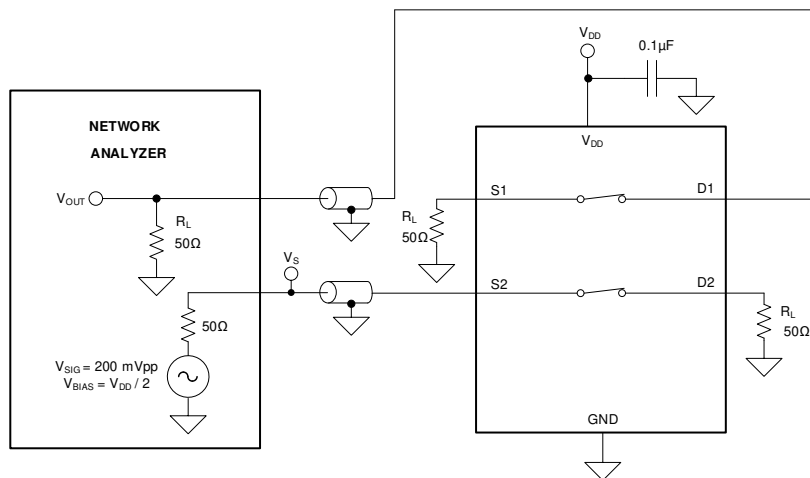 V_DD
0.1µF
NETWORK
ANALYZER
V_DD
V_OUT
S1
D1
R_L
50Ω
R_L
50Ω
V_S
S2
D2
50Ω
R_L
50Ω
V_SIG = 200 mVpp
V_BIAS = V_DD / 2
GND